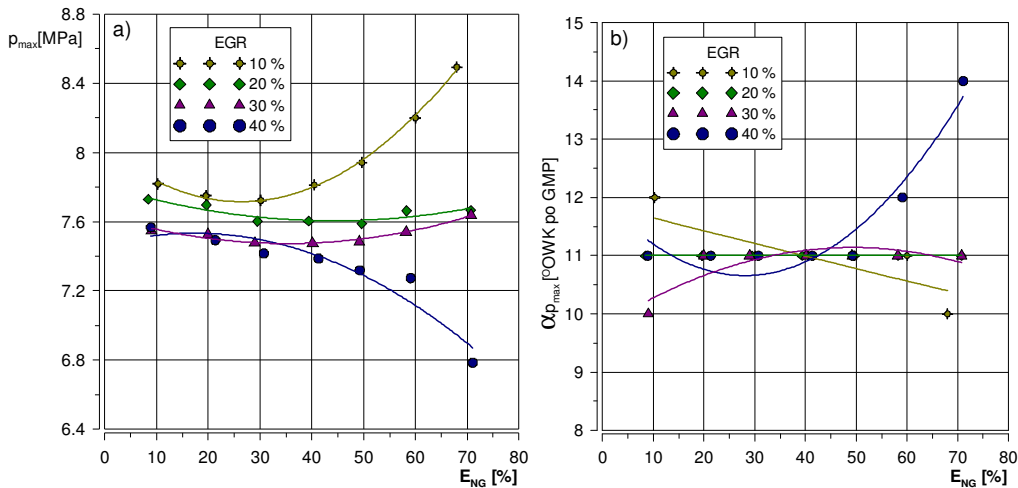 a)
p_max[MPa]
EGR
10 %
20 %
30 %
40 %
8.8
8.4
8
7.6
7.2
6.8
6.4
0 10 20 30 40 50 60 70 80
E_NG [%]
b)
αp_max [ᴼOWK po GMP]
EGR
10 %
20 %
30 %
40 %
15
14
13
12
11
10
9
8
0 10 20 30 40 50 60 70 80
E_NG [%]